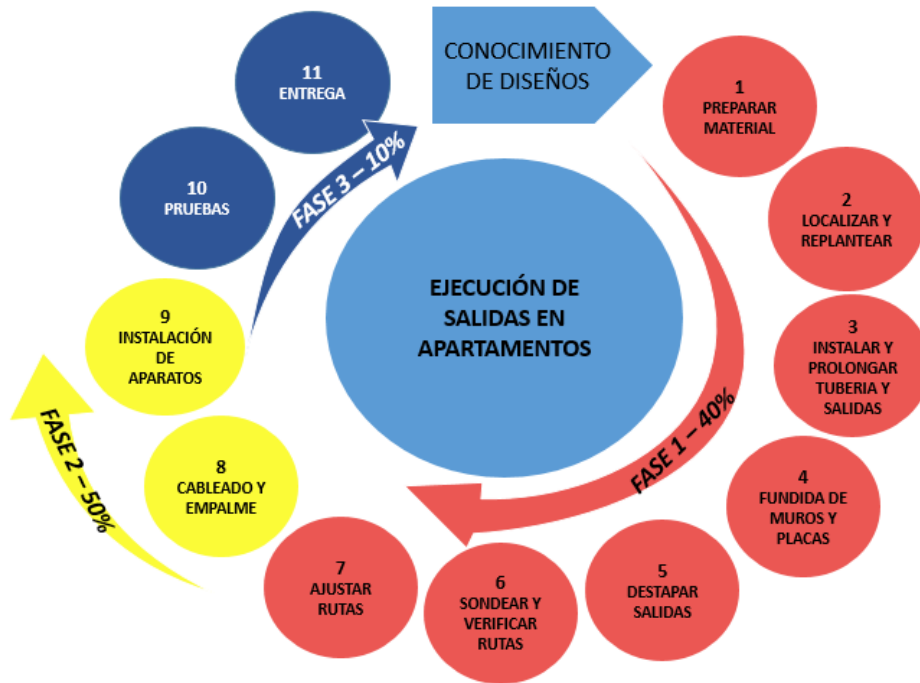 CONOCIMIENTO
DE DISEÑOS
1
PREPARAR
MATERIAL
2
LOCALIZAR Y
REPLANTEAR
3
INSTALAR Y
PROLONGAR
TUBERIA Y
SALIDAS
4
FUNDIDA DE
MUROS Y
PLACAS
5
DESTAPAR
SALIDAS
6
SONDEAR Y
VERIFICAR
RUTAS
7
AJUSTAR
RUTAS
8
CABLEADO Y
EMPALME
9
INSTALACIÓN
DE
APARATOS
10
PRUEBAS
11
ENTREGA
FASE 1 – 40%
FASE 2 – 50%
FASE 3 – 10%
EJECUCIÓN DE
SALIDAS EN
APARTAMENTOS